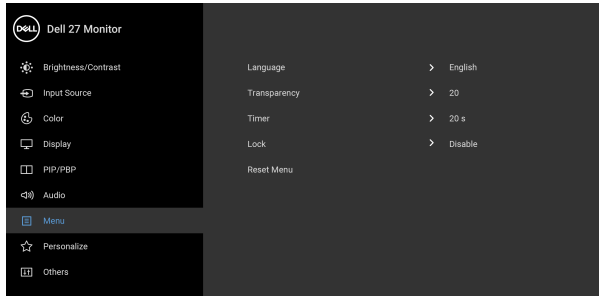 DELL Dell 27 Monitor
Brightness/Contrast
Input Source
Color
Display
PIP/PBP
Audio
Menu
Personalize
Others
Language > English
Transparency > 20
Timer > 20 s
Lock > Disable
Reset Menu